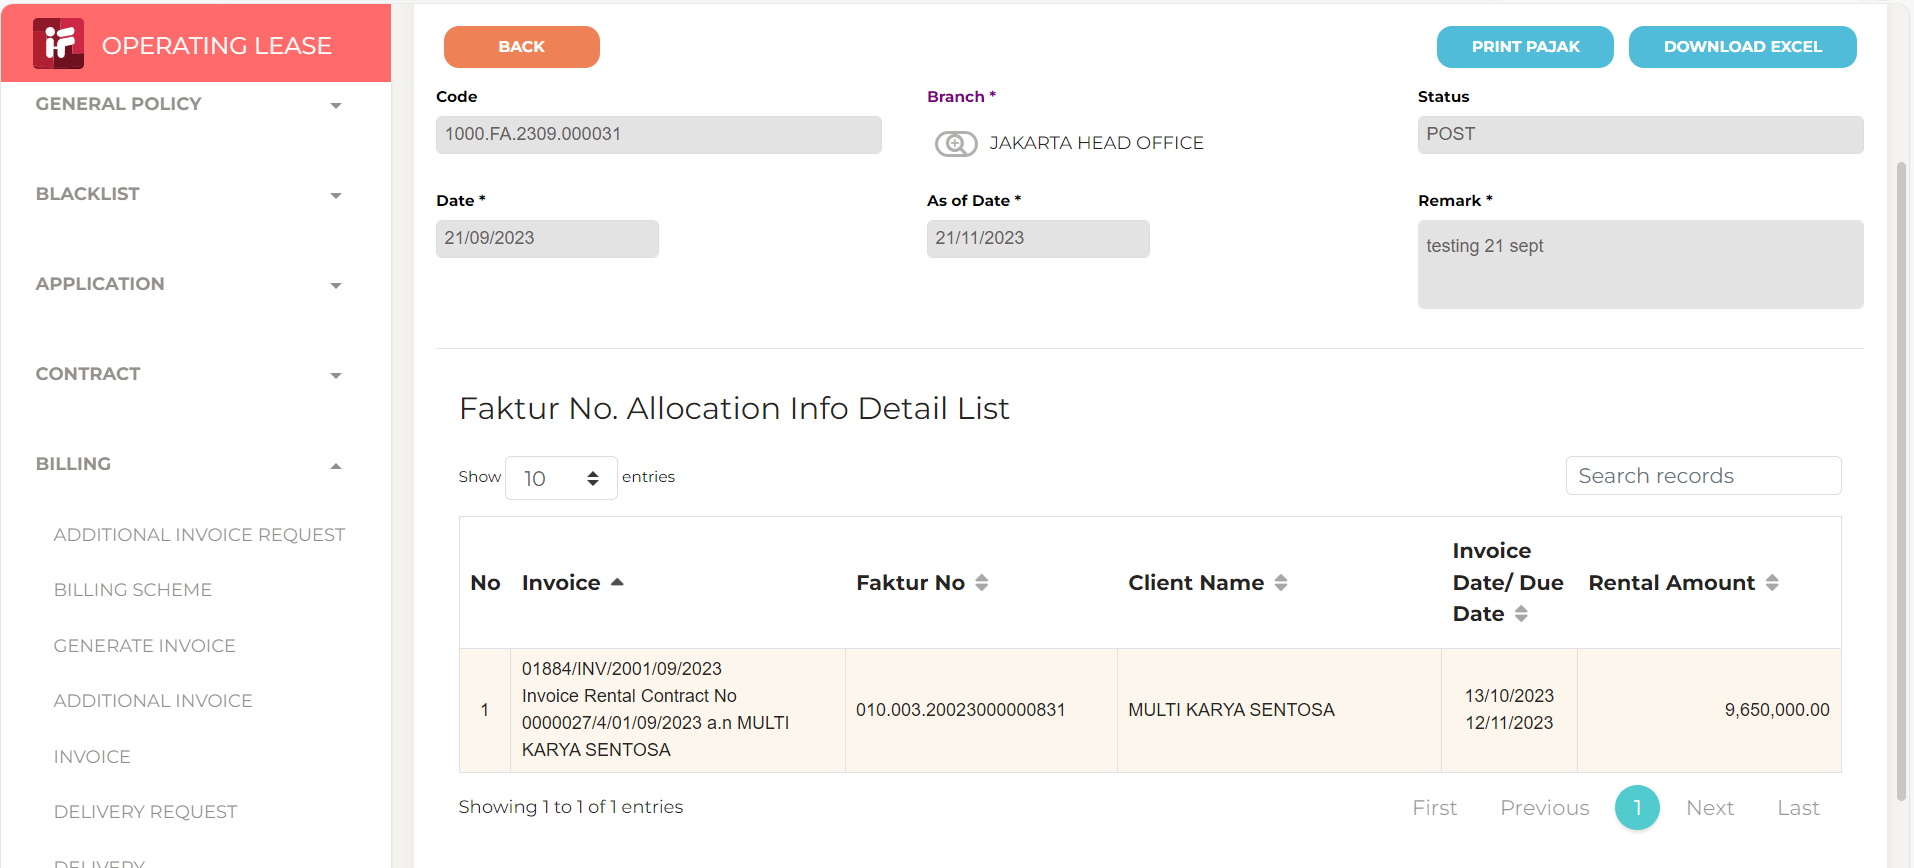 OPERATING LEASE
GENERAL POLICY
BLACKLIST
APPLICATION
CONTRACT
BILLING
ADDITIONAL INVOICE REQUEST
BILLING SCHEME
GENERATE INVOICE
ADDITIONAL INVOICE
INVOICE
DELIVERY REQUEST
DELIVERY
BACK
PRINT PAJAK
DOWNLOAD EXCEL
Code
1000.FA.2309.000031
Branch *
JAKARTA HEAD OFFICE
Status
POST
Date *
21/09/2023
As of Date *
21/11/2023
Remark *
testing 21 sept
Faktur No. Allocation Info Detail List
Show 10 entries
Search records
No
Invoice
Faktur No
Client Name
Invoice
Date/ Due
Date
Rental Amount
1
01884/INV/2001/09/2023
Invoice Rental Contract No
0000027/4/01/09/2023 a.n MULTI
KARYA SENTOSA
010.003.20023000000831
MULTI KARYA SENTOSA
13/10/2023
12/11/2023
9,650,000.00
Showing 1 to 1 of 1 entries
First Previous 1 Next Last